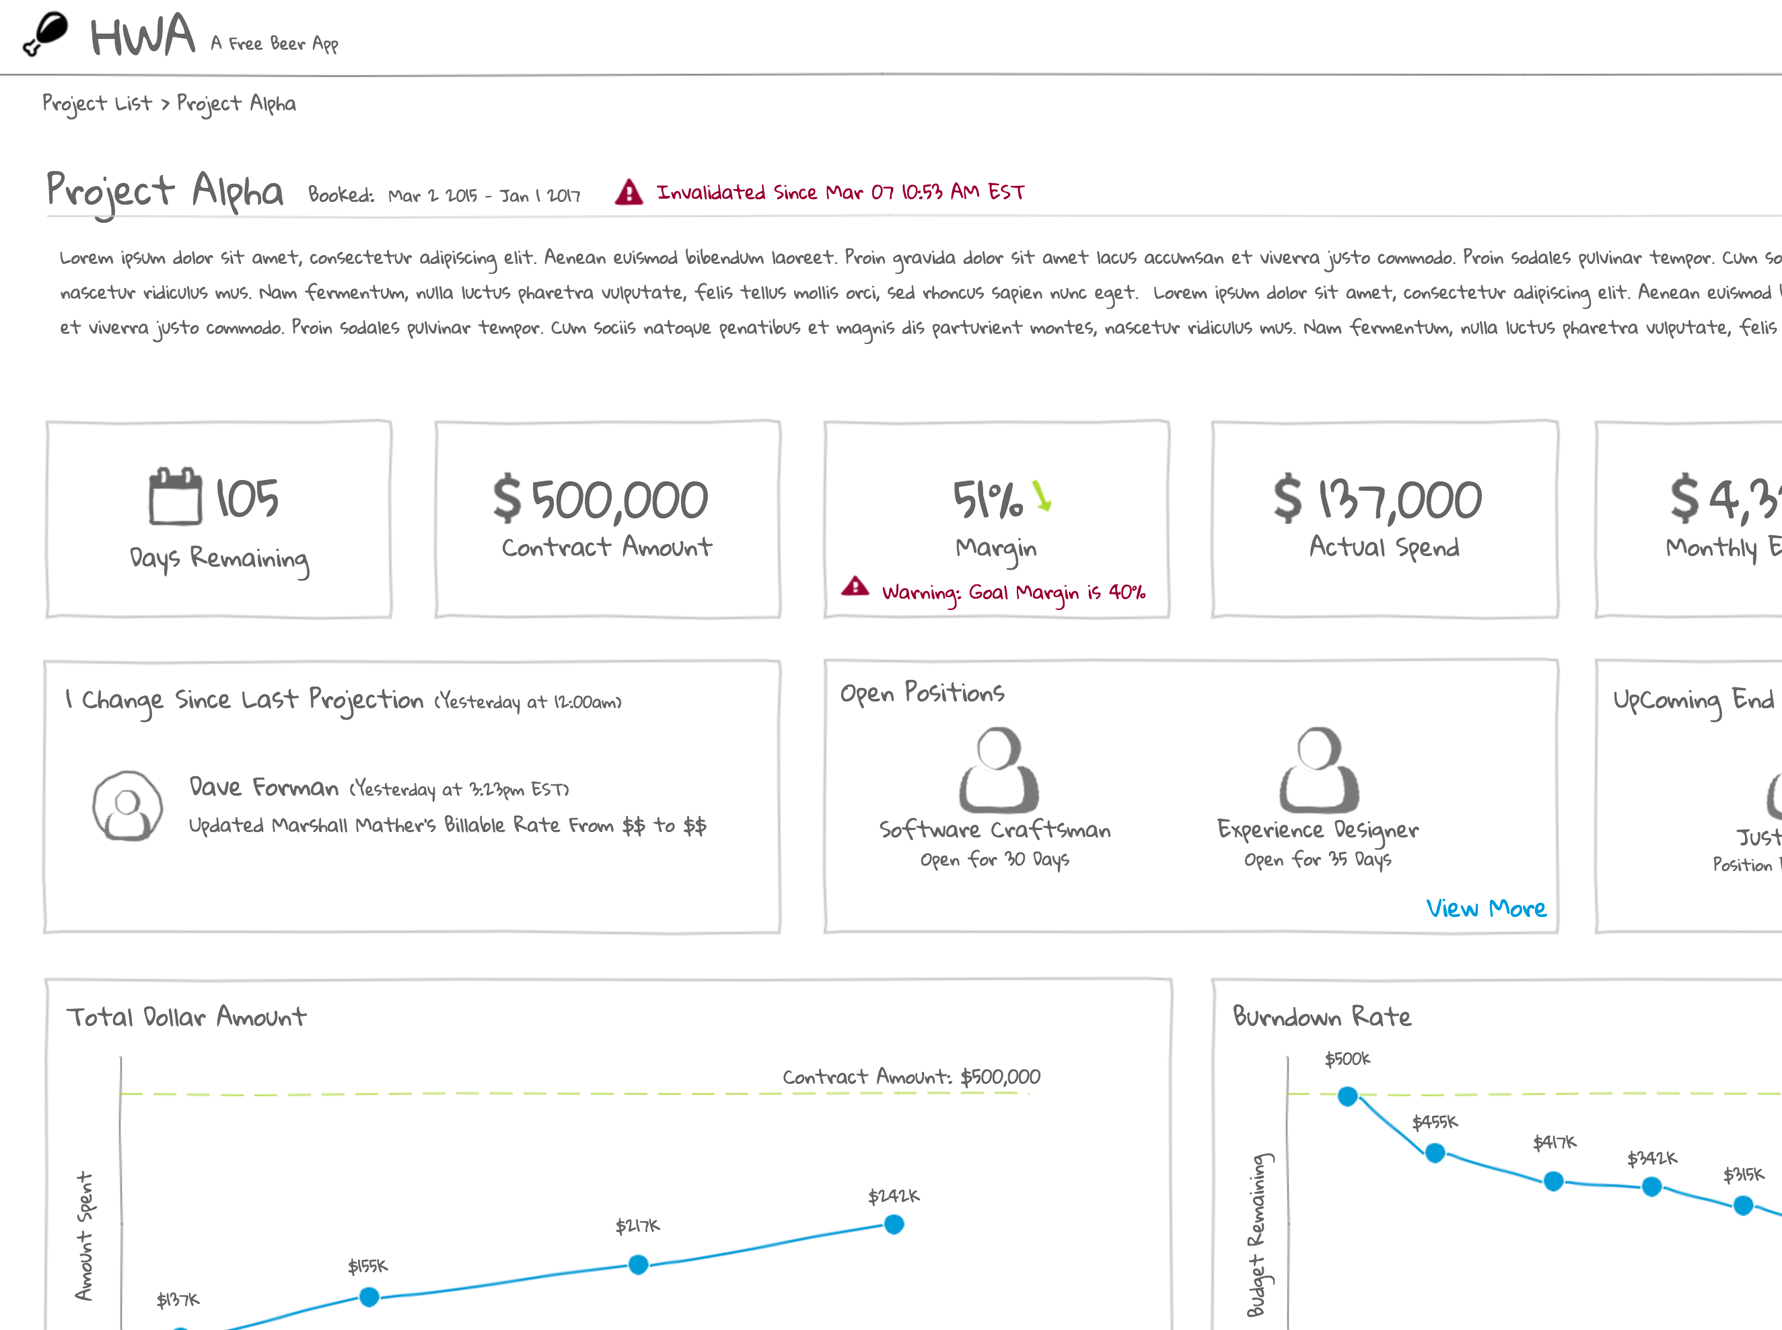 HWA A Free Beer App
Project List > Project Alpha
Project Alpha Booked: Mar 2 2015 - Jan 1 2017 Invalidated Since Mar 07 10:53 AM EST
Lorem ipsum dolor sit amet, consectetur adipiscing elit. Aenean euismod bibendum laoreet. Proin gravida dolor sit amet lacus accumsan et viverra justo commodo. Proin sodales pulvinar tempor. Cum so
nascetur ridiculus mus. Nam fermentum, nulla luctus pharetra vulputate, felis tellus mollis orci, sed rhoncus sapien nunc eget. Lorem ipsum dolor sit amet, consectetur adipiscing elit. Aenean euismod
et viverra justo commodo. Proin sodales pulvinar tempor. Cum sociis natoque penatibus et magnis dis parturient montes, nascetur ridiculus mus. Nam fermentum, nulla luctus pharetra vulputate, felis
105
Days Remaining
$ 500,000
Contract Amount
51%
Margin
Warning: Goal Margin is 40%
$ 137,000
Actual Spend
$ 4,3
Monthly E
1 Change Since Last Projection (Yesterday at 12:00am)
Dave Forman (Yesterday at 3:23pm EST)
Updated Marshall Mather's Billable Rate From $$ to $$
Open Positions
Software Craftsman
Open for 30 Days
Experience Designer
Open for 35 Days
View More
UpComing End
Just
Position
Total Dollar Amount
Contract Amount: $500,000
Amount Spent
$137K
$155K
$217K
$242K
Burndown Rate
Budget Remaining
$500K
$455K
$417K
$342K
$315K